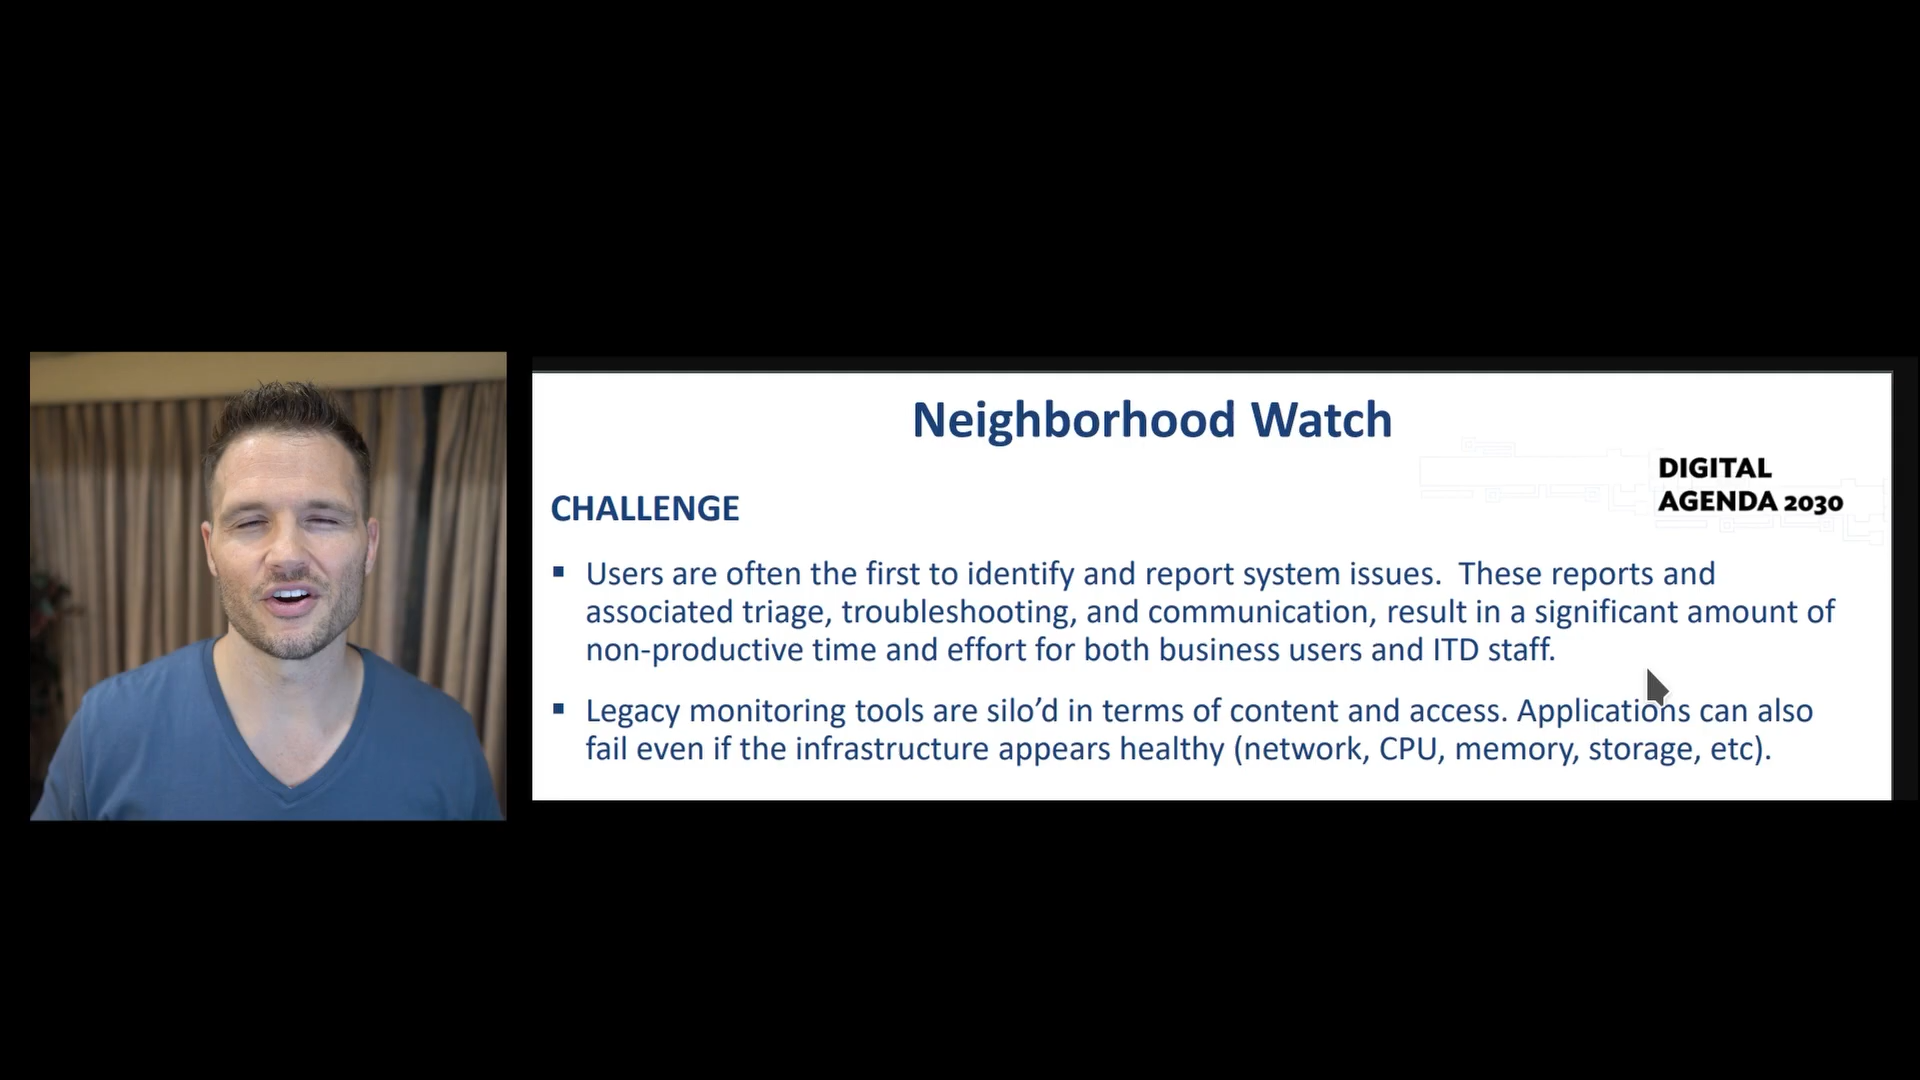 Neighborhood Watch
DIGITAL
AGENDA 2030
CHALLENGE
▪ Users are often the first to identify and report system issues.  These reports and
associated triage, troubleshooting, and communication, result in a significant amount of
non-productive time and effort for both business users and ITD staff.
▪ Legacy monitoring tools are silo’d in terms of content and access. Applications can also
fail even if the infrastructure appears healthy (network, CPU, memory, storage, etc).